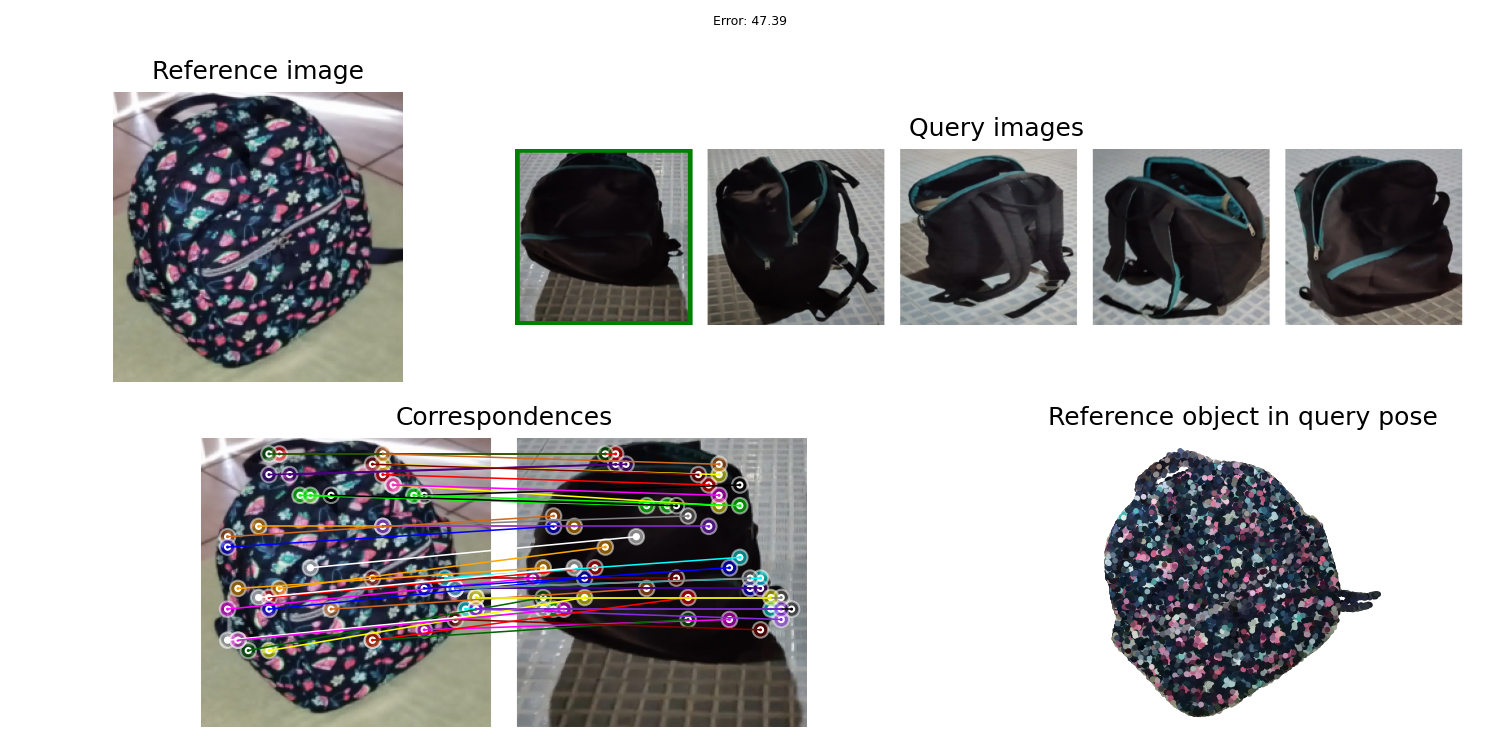 Error: 47.39
Reference image
Query images
Correspondences
Reference object in query pose